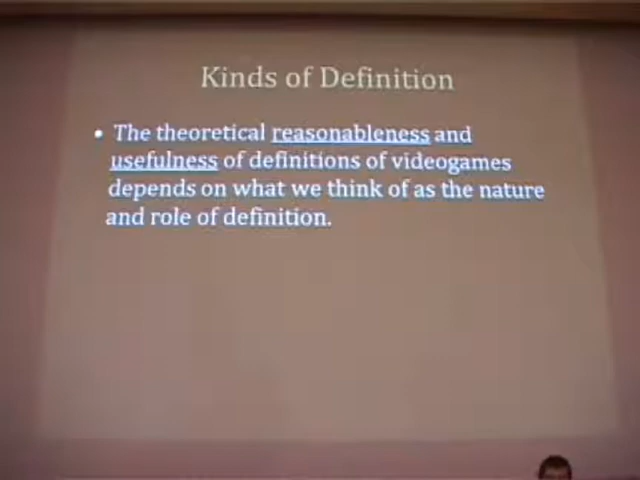 Kinds of Definition
• The theoretical reasonableness and
usefulness of definitions of videogames
depends on what we think of as the nature
and role of definition.